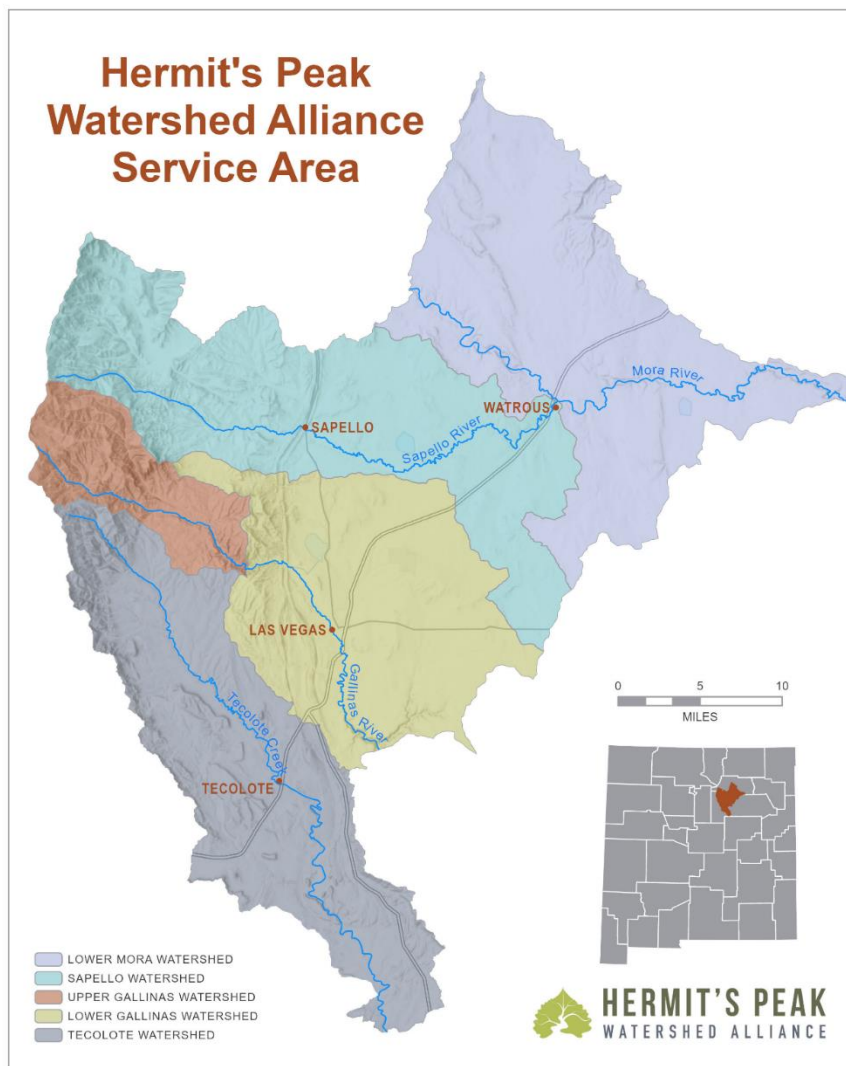 Hermit's Peak
Watershed Alliance
Service Area
Mora River
WATROUS
SAPELLO
Sapello River
LAS VEGAS
Gallinas River
Tecolote Creek
TECOLOTE
0 5 10
MILES
LOWER MORA WATERSHED
SAPELLO WATERSHED
UPPER GALLINAS WATERSHED
LOWER GALLINAS WATERSHED
TECOLOTE WATERSHED
HERMIT'S PEAK
WATERSHED ALLIANCE